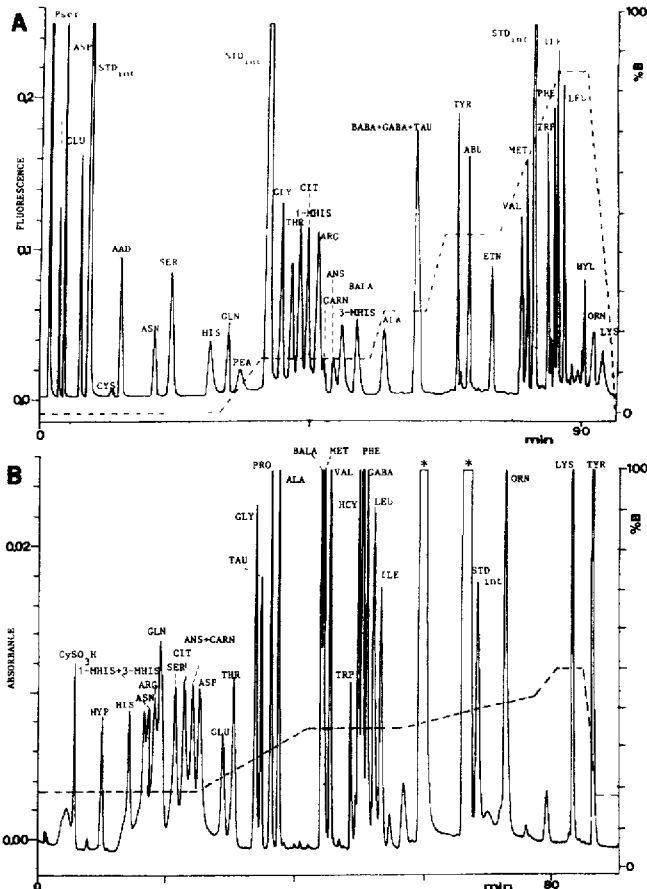 A
Pser
ASP
STD int
GLU
AAD
CYS
ASN
SER
HIS
GLN
PEA
STD int
GLY
THR
CIT
1-MHIS
ARG
ANS
CARN
BALA
3-MHIS
ALA
BABA+GABA+TAU
TYR
ABU
ETN
VAL
MET
STD int
ILE
PHE
TRP
LEU
HYL
ORN
LYS
FLUORESCENCE
0,2
0,1
0,0
100
%B
0
0
90
min
B
CySO3H
1-MHIS+3-MHIS
HYP
HIS
ARG
ASN
GLN
CIT
SER
ANS+CARN
ASP
GLU
THR
TAU
GLY
PRO
ALA
BALA
MET
VAL
PHE
HCY
GABA
LEU
ILE
TRP
*
*
STD int
ORN
LYS
TYR
ABSORBANCE
0,02
0,00
100
%B
0
0
80
min